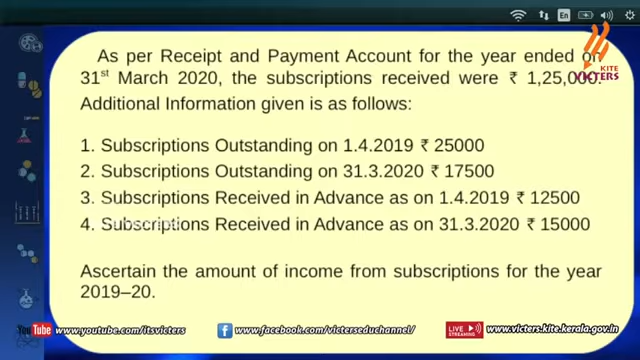 En
KITE
VICTERS
As per Receipt and Payment Account for the year ended on
31st March 2020, the subscriptions received were ₹ 1,25,000.
Additional Information given is as follows:
1. Subscriptions Outstanding on 1.4.2019 ₹ 25000
2. Subscriptions Outstanding on 31.3.2020 ₹ 17500
3. Subscriptions Received in Advance as on 1.4.2019 ₹ 12500
4. Subscriptions Received in Advance as on 31.3.2020 ₹ 15000
Ascertain the amount of income from subscriptions for the year
2019–20.
YouTube www.youtube.com/itsvicters www.facebook.com/victerseduchannel/ LIVE STREAMING www.victers.kite.kerala.gov.in